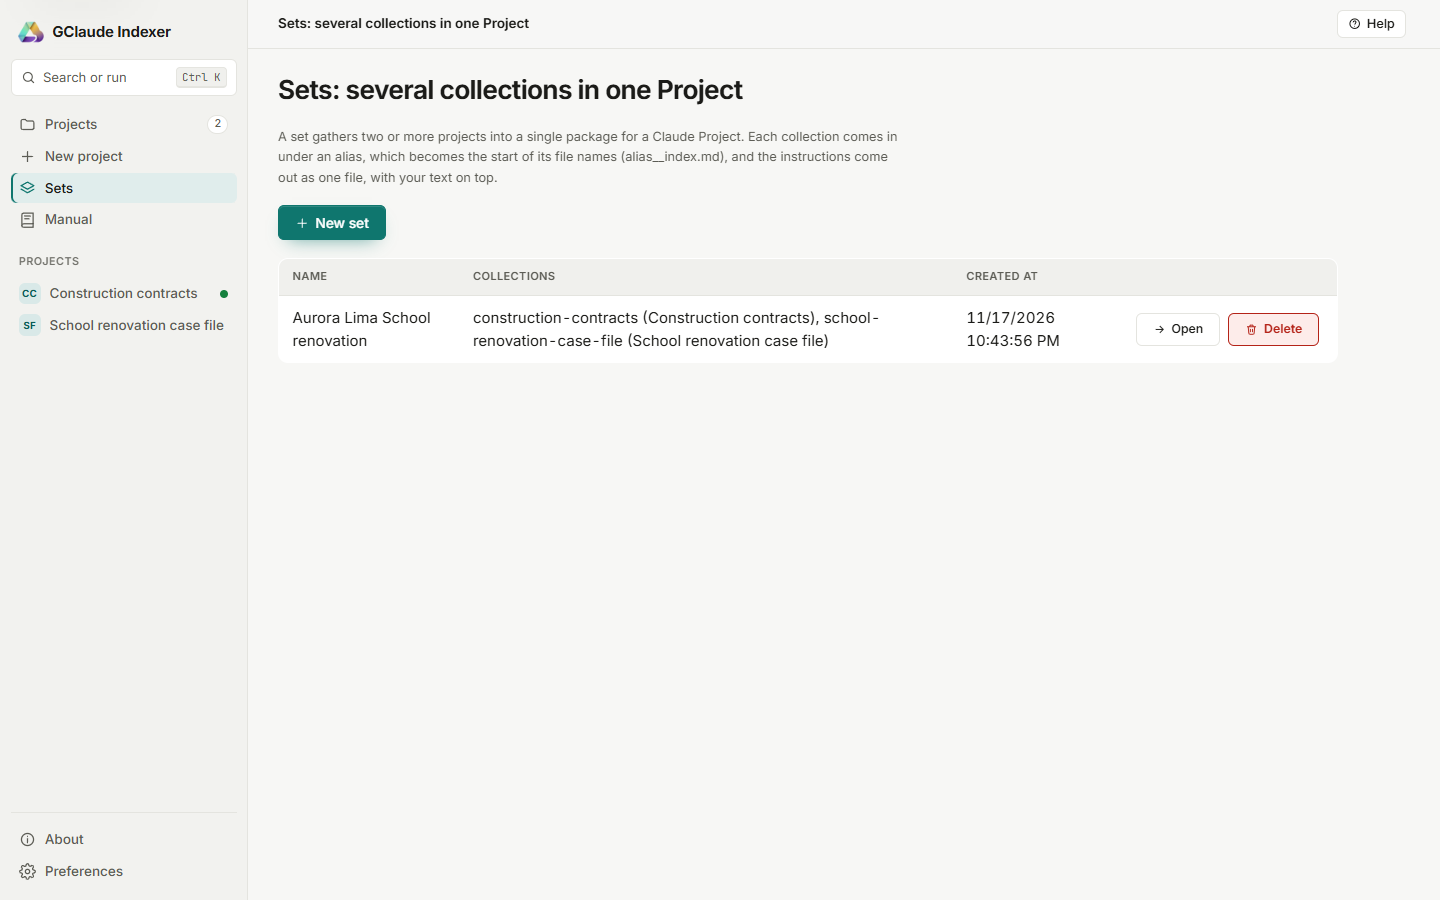 GClaude Indexer
Search or run
Ctrl K
Projects
2
New project
Sets
Manual
PROJECTS
CC
Construction contracts
SF
School renovation case file
About
Preferences
Sets: several collections in one Project
Help
Sets: several collections in one Project
A set gathers two or more projects into a single package for a Claude Project. Each collection comes in
under an alias, which becomes the start of its file names (alias__index.md), and the instructions come
out as one file, with your text on top.
New set
NAME
COLLECTIONS
CREATED AT
Aurora Lima School
renovation
construction-contracts (Construction contracts), school-
renovation-case-file (School renovation case file)
11/17/2026
10:43:56 PM
Open
Delete